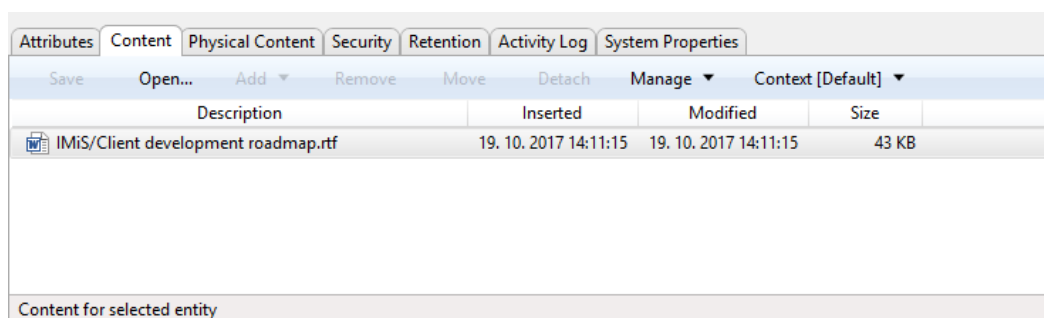 Attributes Content Physical Content Security Retention Activity Log System Properties
Save Open... Add Remove Move Detach Manage Context [Default]
Description Inserted Modified Size
IMiS/Client development roadmap.rtf 19. 10. 2017 14:11:15 19. 10. 2017 14:11:15 43 KB
Content for selected entity